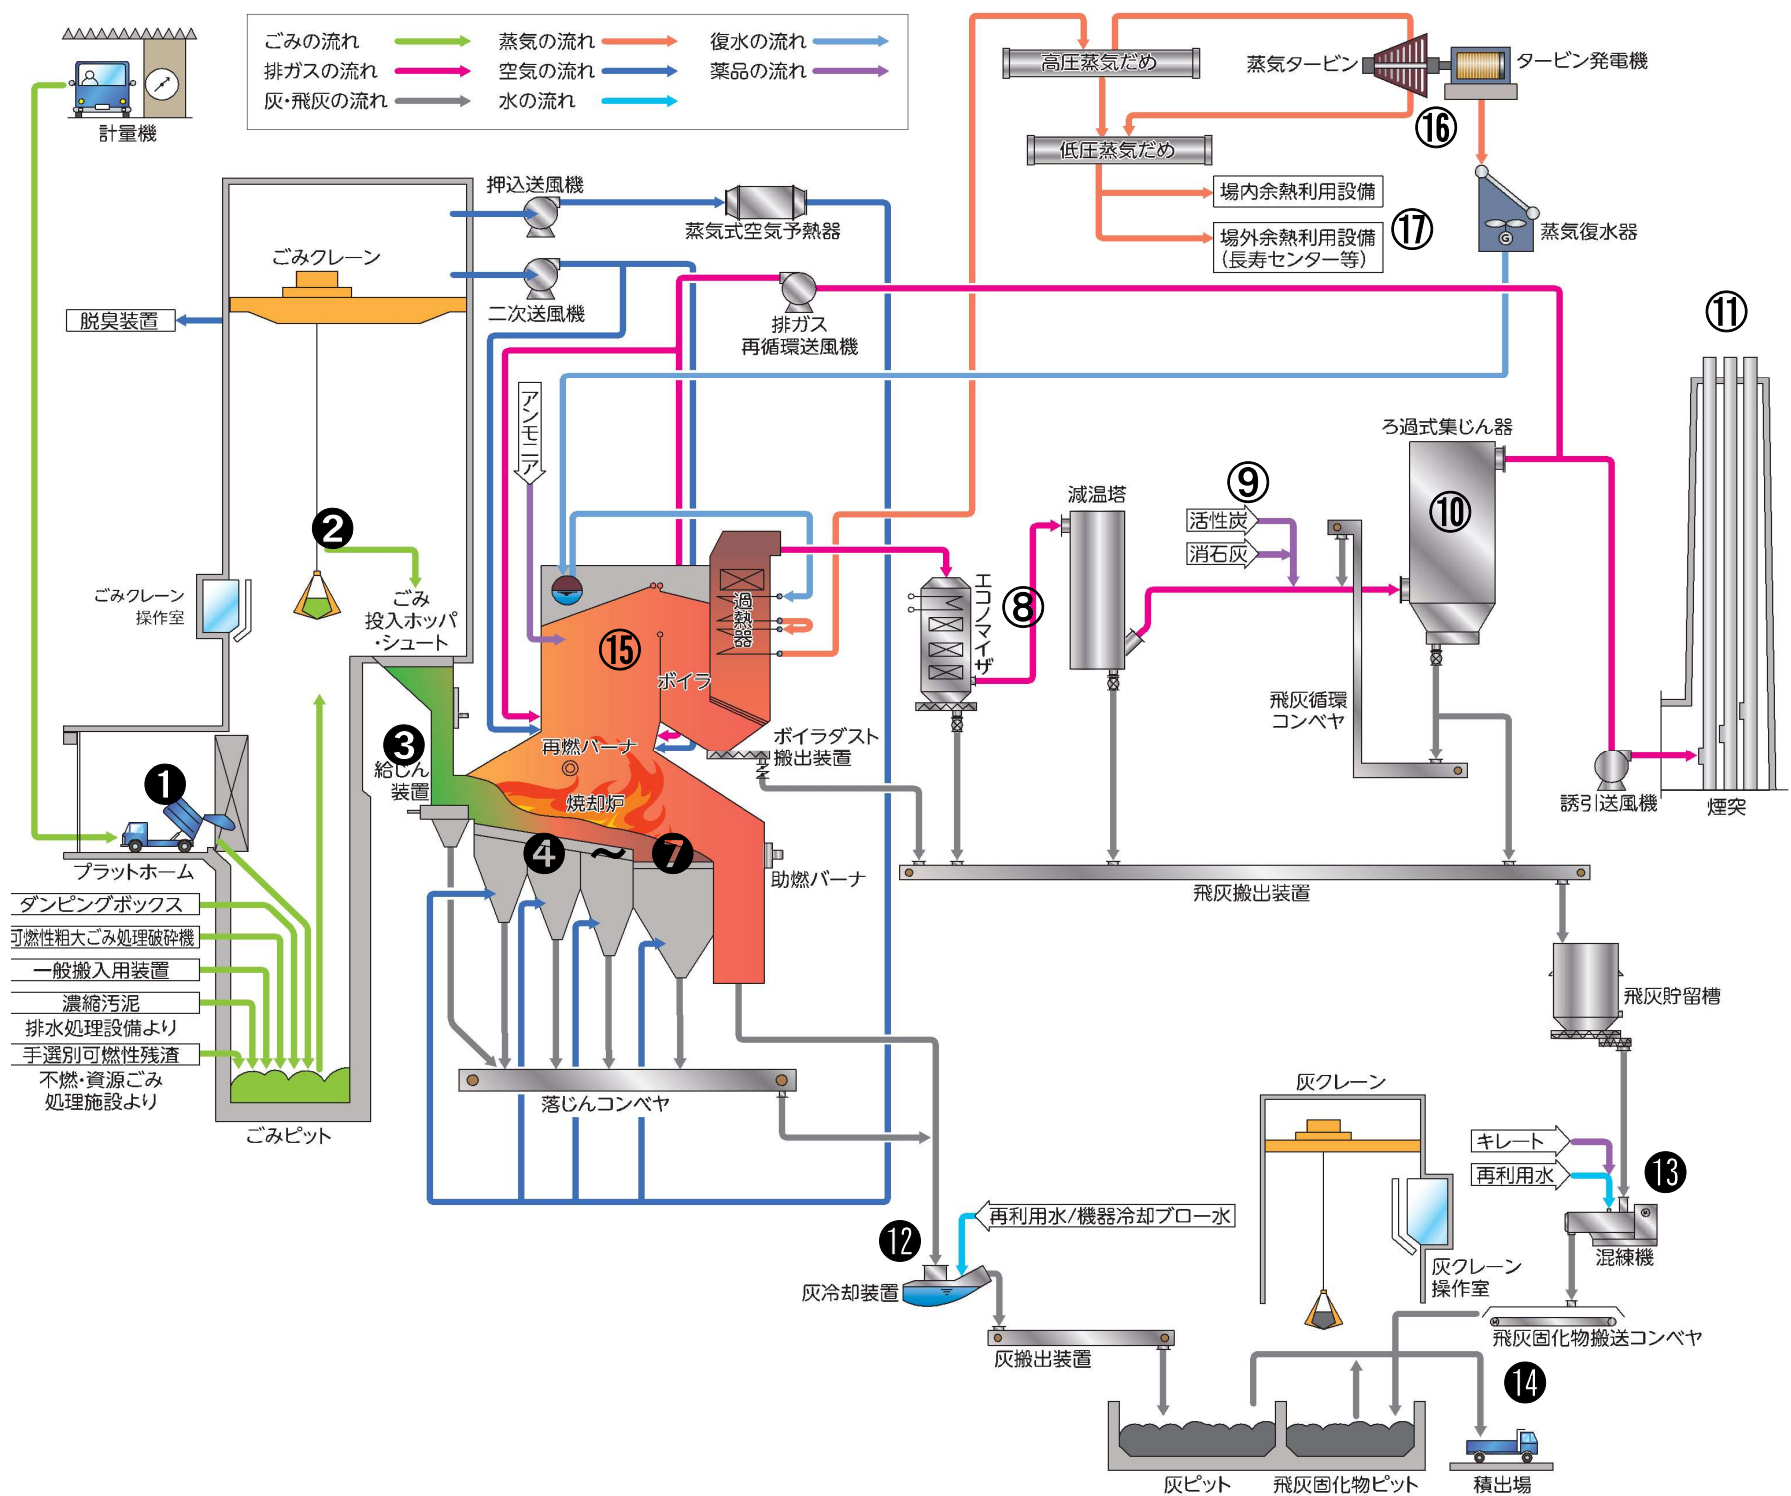 ごみの流れ
蒸気の流れ
復水の流れ
排ガスの流れ
空気の流れ
薬品の流れ
灰・飛灰の流れ
水の流れ
計量機
高圧蒸気だめ
蒸気タービン
タービン発電機
⑯
低圧蒸気だめ
場内余熱利用設備
⑰
場外余熱利用設備
(長寿センター等)
蒸気復水器
G
押込送風機
蒸気式空気予熱器
ごみクレーン
二次送風機
脱臭装置
排ガス
再循環送風機
⑪
アンモニア
ろ過式集じん器
減温塔
⑨
活性炭
消石灰
⑩
❷
ごみクレーン
操作室
ごみ
投入ホッパ
・シュート
過熱器
エコノマイザ
⑧
⑮
ボイラ
飛灰循環
コンベヤ
❸
給じん
装置
再燃バーナ
ボイラダスト
搬出装置
❶
焼却炉
誘引送風機
煙突
❹
~
❼
プラットホーム
助燃バーナ
飛灰搬出装置
ダンピングボックス
可燃性粗大ごみ処理破砕機
一般搬入用装置
濃縮汚泥
排水処理設備より
手選別可燃性残渣
不燃・資源ごみ
処理施設より
ごみピット
落じんコンベヤ
飛灰貯留槽
灰クレーン
キレート
再利用水
⓭
M
混練機
再利用水/機器冷却ブロー水
⓬
灰冷却装置
灰クレーン
操作室
M
飛灰固化物搬送コンベヤ
灰搬出装置
⓮
灰ピット
飛灰固化物ピット
積出場